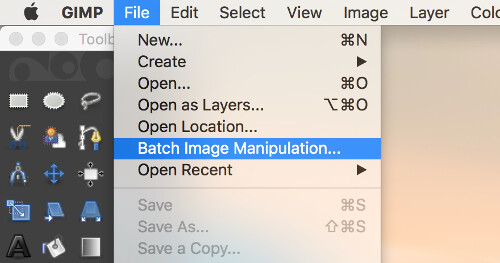 GIMP File Edit Select View Image Layer
Toolb
New... ⌘N
Create
Open... ⌘O
Open as Layers... ⌥⌘O
Open Location...
Batch Image Manipulation...
Open Recent
Save ⌘S
Save As... ⇧⌘S
Save a Copy...